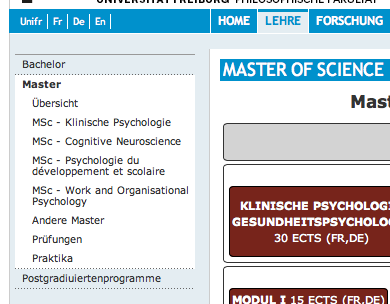 UNIVERSITÄT FREIBURG PHILOSOPHISCHE FAKULTÄT
Unifr | Fr | De | En |
HOME LEHRE FORSCHUNG
Bachelor
Master
Übersicht
MSc - Klinische Psychologie
MSc - Cognitive Neuroscience
MSc - Psychologie du
développement et scolaire
MSc - Work and Organisational
Psychology
Andere Master
Prüfungen
Praktika
Postgraduiertenprogramme
MASTER OF SCIENCE
Mast
KLINISCHE PSYCHOLOGI
GESUNDHEITSPSYCHOLO
30 ECTS (FR,DE)
MODUL I 15 ECTS (FR,DE)